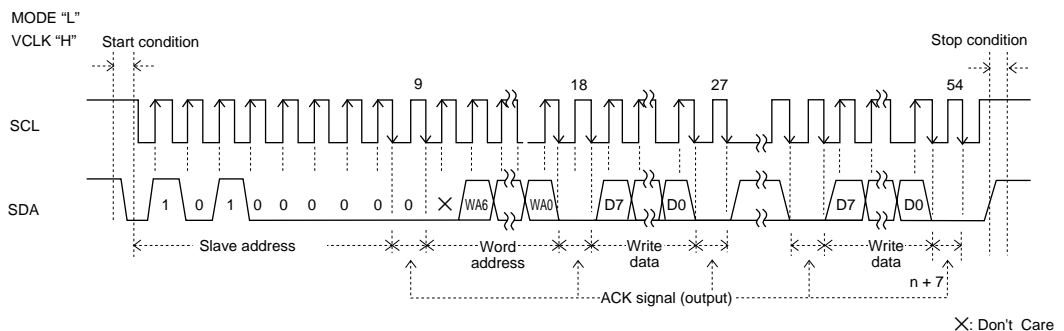 MODE “L”
VCLK “H”
Start condition
Stop condition
9 18 27 54
SCL
SDA
1 0 1 0 0 0 0 0 0 × WA6 WA0 D7 D0 D7 D0
Slave address
Word
address
Write
data
Write
data
n + 7
ACK signal (output)
×: Don't Care